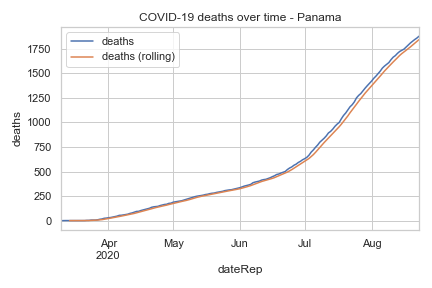 COVID-19 deaths over time - Panama
deaths
deaths (rolling)
1750
1500
1250
1000
750
500
250
0
deaths
Apr
2020
May
Jun
Jul
Aug
dateRep